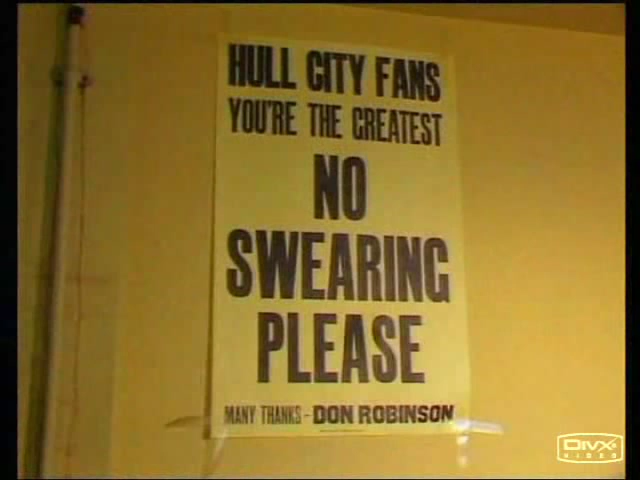 HULL CITY FANS
YOU'RE THE GREATEST
NO
SWEARING
PLEASE
MANY THANKS - DON ROBINSON
DIVX
VIDEO